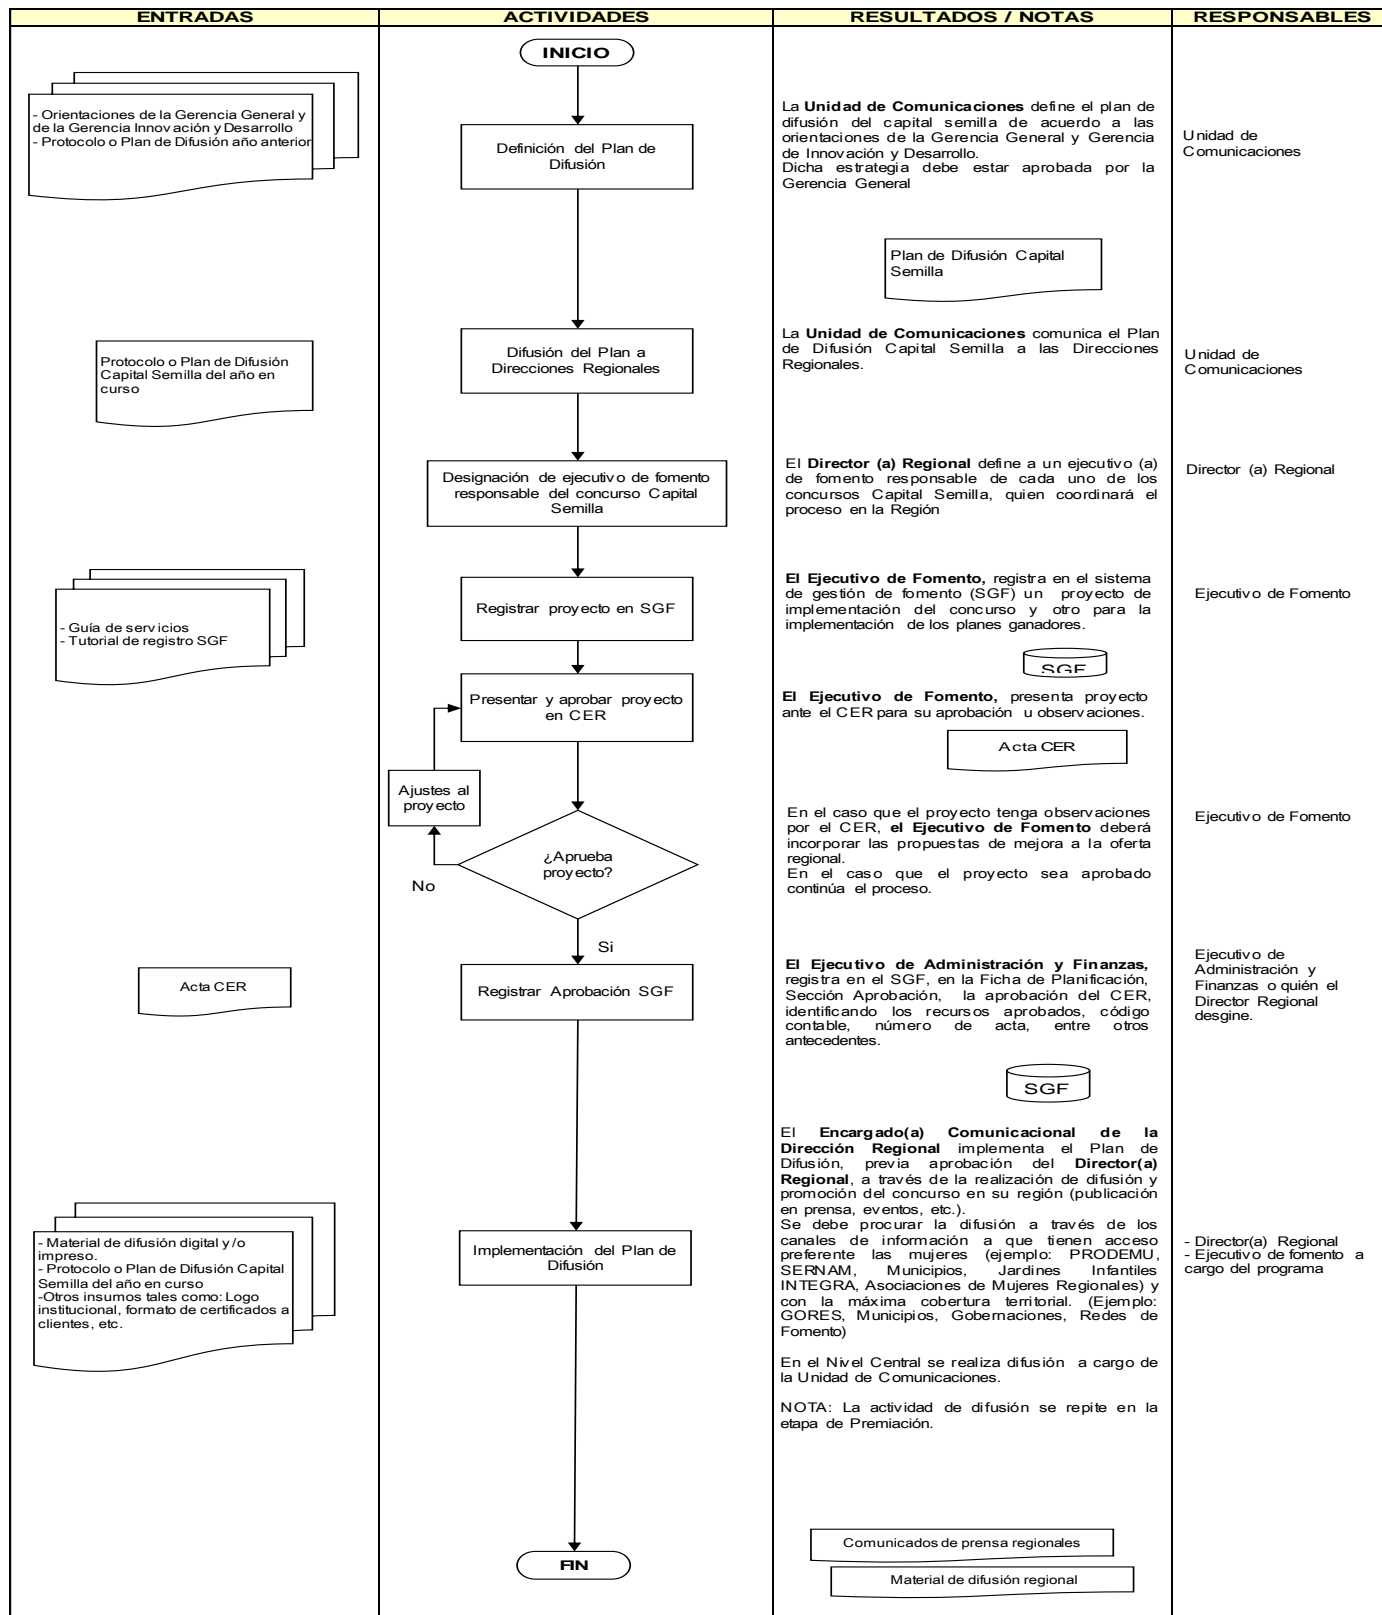 ENTRADAS
ACTIVIDADES
RESULTADOS / NOTAS
RESPONSABLES
INICIO
- Orientaciones de la Gerencia General y
de la Gerencia Innovación y Desarrollo
- Protocolo o Plan de Difusión año anterior
Definición del Plan de
Difusión
La Unidad de Comunicaciones define el plan de
difusión del capital semilla de acuerdo a las
orientaciones de la Gerencia General y Gerencia
de Innovación y Desarrollo.
Dicha estrategia debe estar aprobada por la
Gerencia General
Unidad de
Comunicaciones
Plan de Difusión Capital
Semilla
Protocolo o Plan de Difusión
Capital Semilla del año en
curso
Difusión del Plan a
Direcciones Regionales
La Unidad de Comunicaciones comunica el Plan
de Difusión Capital Semilla a las Direcciones
Regionales.
Unidad de
Comunicaciones
Designación de ejecutivo de fomento
responsable del concurso Capital
Semilla
El Director (a) Regional define a un ejecutivo (a)
de fomento responsable de cada uno de los
concursos Capital Semilla, quien coordinará el
proceso en la Región
Director (a) Regional
- Guía de servicios
- Tutorial de registro SGF
Registrar proyecto en SGF
El Ejecutivo de Fomento, registra en el sistema
de gestión de fomento (SGF) un proyecto de
implementación del concurso y otro para la
implementación de los planes ganadores.
Ejecutivo de Fomento
SGF
Presentar y aprobar proyecto
en CER
El Ejecutivo de Fomento, presenta proyecto
ante el CER para su aprobación u observaciones.
Acta CER
Ajustes al
proyecto
¿Aprueba
proyecto?
No
Si
En el caso que el proyecto tenga observaciones
por el CER, el Ejecutivo de Fomento deberá
incorporar las propuestas de mejora a la oferta
regional.
En el caso que el proyecto sea aprobado
continúa el proceso.
Ejecutivo de Fomento
Acta CER
Registrar Aprobación SGF
El Ejecutivo de Administración y Finanzas,
registra en el SGF, en la Ficha de Planificación,
Sección Aprobación, la aprobación del CER,
identificando los recursos aprobados, código
contable, número de acta, entre otros
antecedentes.
Ejecutivo de
Administración y
Finanzas o quién el
Director Regional
desgine.
SGF
- Material de difusión digital y/o
impreso.
- Protocolo o Plan de Difusión Capital
Semilla del año en curso
-Otros insumos tales como: Logo
institucional, formato de certificados a
clientes, etc.
Implementación del Plan de
Difusión
El Encargado(a) Comunicacional de la
Dirección Regional implementa el Plan de
Difusión, previa aprobación del Director(a)
Regional, a través de la realización de difusión y
promoción del concurso en su región (publicación
en prensa, eventos, etc.).
Se debe procurar la difusión a través de los
canales de información a que tienen acceso
preferente las mujeres (ejemplo: PRODEMU,
SERNAM, Municipios, Jardines Infantiles
INTEGRA, Asociaciones de Mujeres Regionales) y
con la máxima cobertura territorial. (Ejemplo:
GORES, Municipios, Gobernaciones, Redes de
Fomento)
En el Nivel Central se realiza difusión a cargo de
la Unidad de Comunicaciones.
NOTA: La actividad de difusión se repite en la
etapa de Premiación.
- Director(a) Regional
- Ejecutivo de fomento a
cargo del programa
FIN
Comunicados de prensa regionales
Material de difusión regional